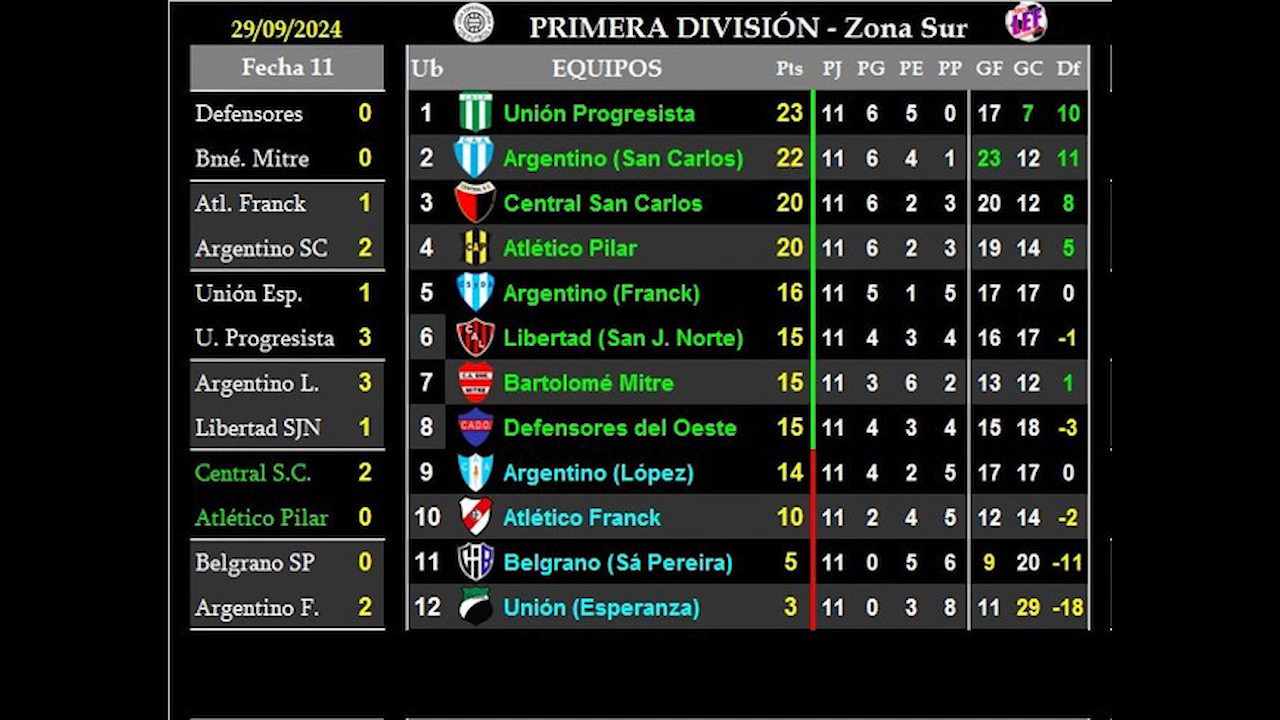 29/09/2024
PRIMERA DIVISIÓN - Zona Sur
Fecha 11
Defensores 0
Bmé. Mitre 0
Atl. Franck 1
Argentino SC 2
Unión Esp. 1
U. Progresista 3
Argentino L. 3
Libertad SJN 1
Central S.C. 2
Atlético Pilar 0
Belgrano SP 0
Argentino F. 2
Ub EQUIPOS Pts PJ PG PE PP GF GC Df
1 Unión Progresista 23 11 6 5 0 17 7 10
2 Argentino (San Carlos) 22 11 6 4 1 23 12 11
3 Central San Carlos 20 11 6 2 3 20 12 8
4 Atlético Pilar 20 11 6 2 3 19 14 5
5 Argentino (Franck) 16 11 5 1 5 17 17 0
6 Libertad (San J. Norte) 15 11 4 3 4 16 17 -1
7 Bartolomé Mitre 15 11 3 6 2 13 12 1
8 Defensores del Oeste 15 11 4 3 4 15 18 -3
9 Argentino (López) 14 11 4 2 5 17 17 0
10 Atlético Franck 10 11 2 4 5 12 14 -2
11 Belgrano (Sá Pereira) 5 11 0 5 6 9 20 -11
12 Unión (Esperanza) 3 11 0 3 8 11 29 -18